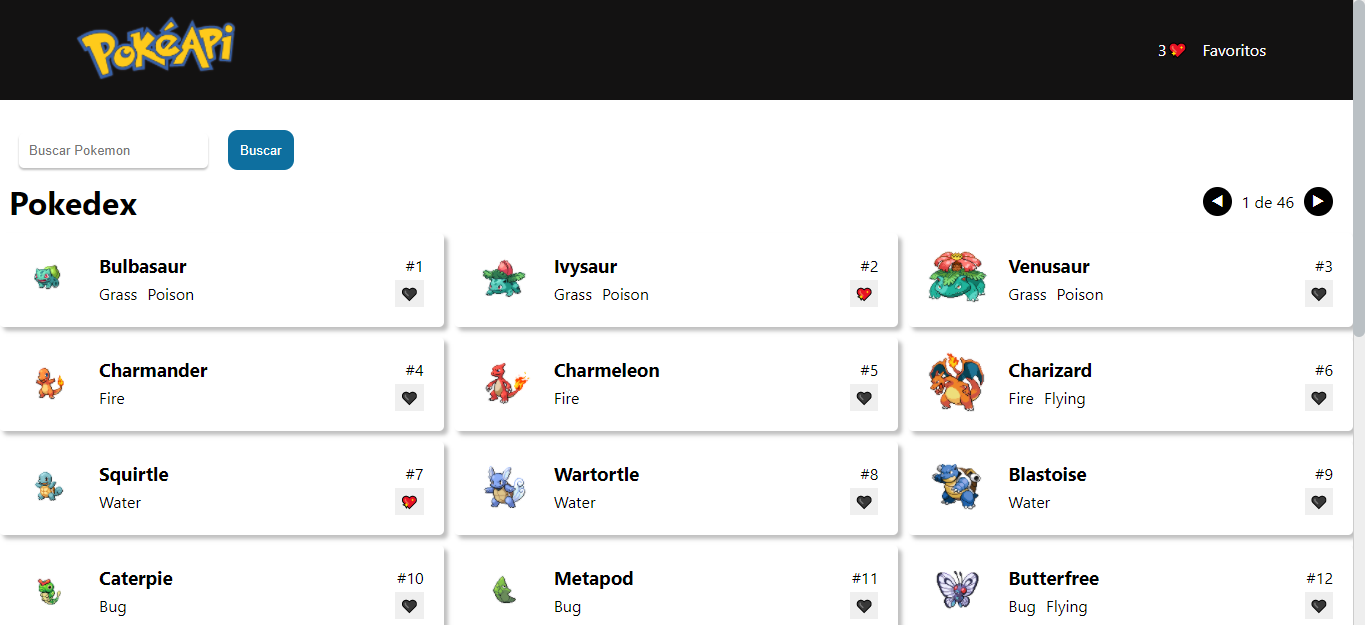 PokéApi
3 Favoritos
Buscar Pokemon Buscar
Pokedex
◀ 1 de 46 ▶
Bulbasaur #1
Grass Poison
Ivysaur #2
Grass Poison
Venusaur #3
Grass Poison
Charmander #4
Fire
Charmeleon #5
Fire
Charizard #6
Fire Flying
Squirtle #7
Water
Wartortle #8
Water
Blastoise #9
Water
Caterpie #10
Bug
Metapod #11
Bug
Butterfree #12
Bug Flying